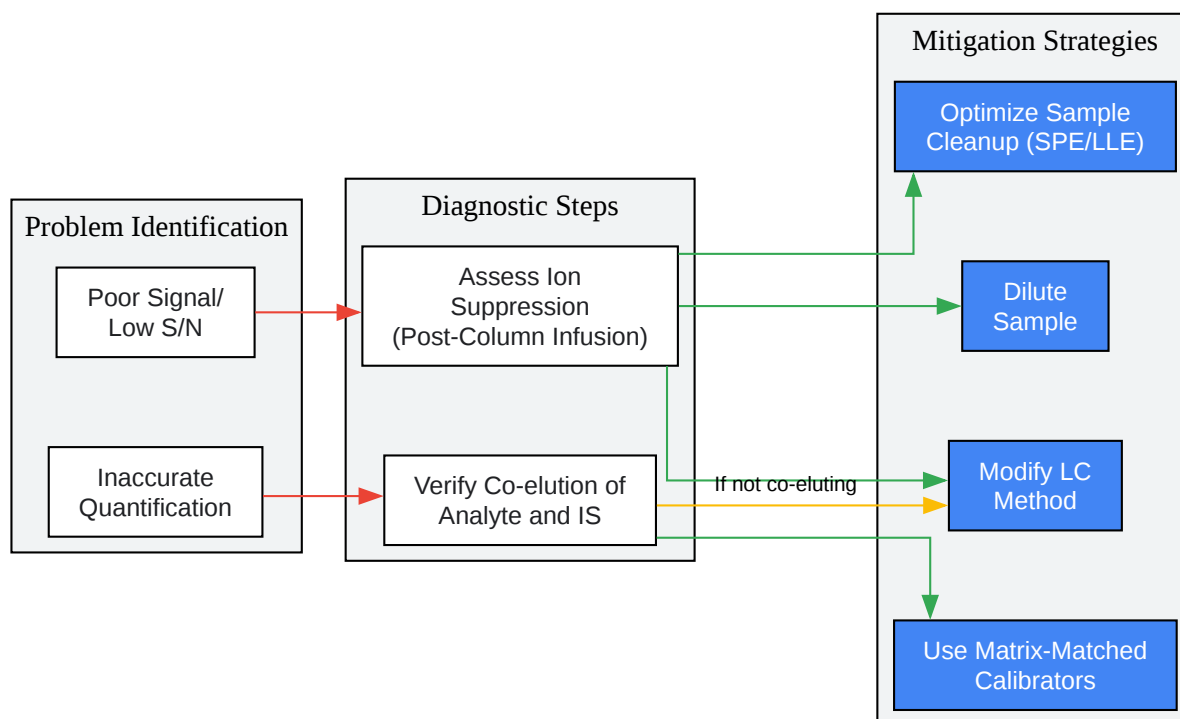 Problem Identification
Poor Signal/
Low S/N
Inaccurate
Quantification
Diagnostic Steps
Assess Ion
Suppression
(Post-Column Infusion)
Verify Co-elution of
Analyte and IS
If not co-eluting
Mitigation Strategies
Optimize Sample
Cleanup (SPE/LLE)
Dilute
Sample
Modify LC
Method
Use Matrix-Matched
Calibrators